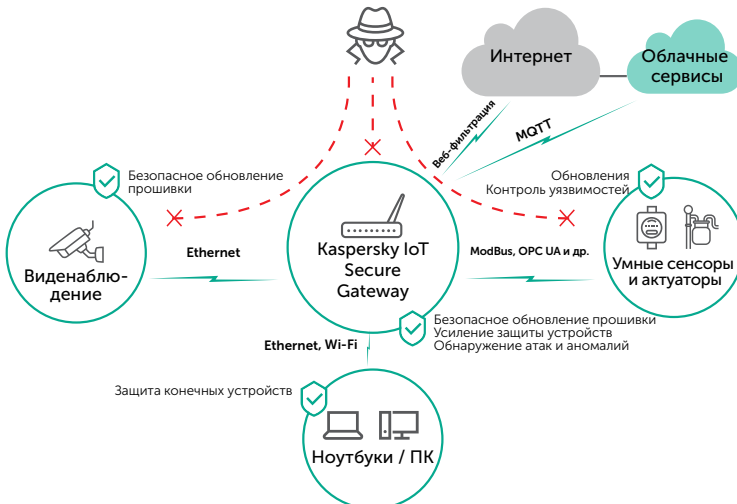 Интернет
Облачные
сервисы
Веб-фильтрация
MQTT
Безопасное обновление
прошивки
Обновления
Контроль уязвимостей
Виденаблю-
дение
Ethernet
Kaspersky IoT
Secure
Gateway
ModBus, OPC UA и др.
Умные сенсоры
и актуаторы
Безопасное обновление прошивки
Усиление защиты устройств
Обнаружение атак и аномалий
Ethernet, Wi-Fi
Защита конечных устройств
Ноутбуки / ПК